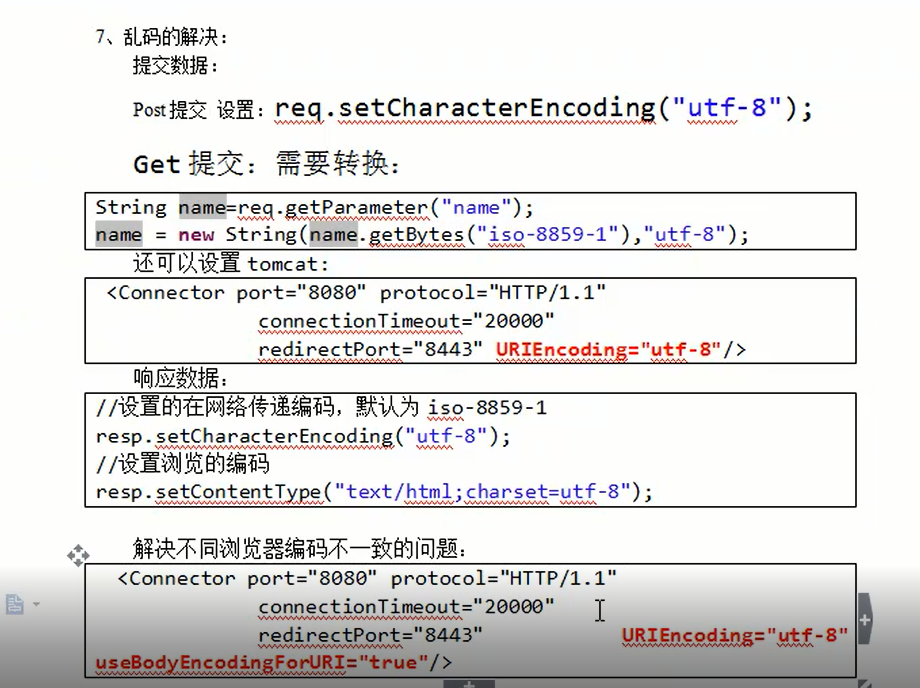 7、乱码的解决：
提交数据：
Post提交 设置：req.setCharacterEncoding("utf-8");
Get 提交：需要转换：
String name=req.getParameter("name");
name = new String(name.getBytes("iso-8859-1"),"utf-8");
还可以设置 tomcat:
<Connector port="8080" protocol="HTTP/1.1"
connectionTimeout="20000"
redirectPort="8443" URIEncoding="utf-8"/>
响应数据：
//设置的在网络传递编码，默认为 iso-8859-1
resp.setCharacterEncoding("utf-8");
//设置浏览的编码
resp.setContentType("text/html;charset=utf-8");
解决不同浏览器编码不一致的问题：
<Connector port="8080" protocol="HTTP/1.1"
connectionTimeout="20000"
redirectPort="8443" URIEncoding="utf-8"
useBodyEncodingForURI="true"/>